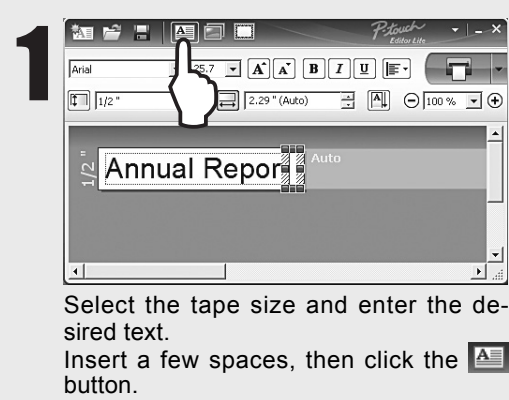 1
P-touch
Editor Lite
Arial
25.7
A A B I U
1/2 "
2.29 " (Auto)
A
100 %
1/2 "
Annual Repor
Auto
Select the tape size and enter the de-
sired text.
Insert a few spaces, then click the A
button.